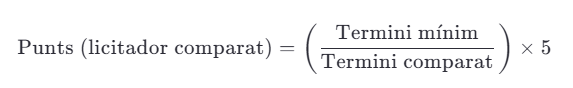 Punts (licitador comparat) = (Termini mínim / Termini comparat) × 5